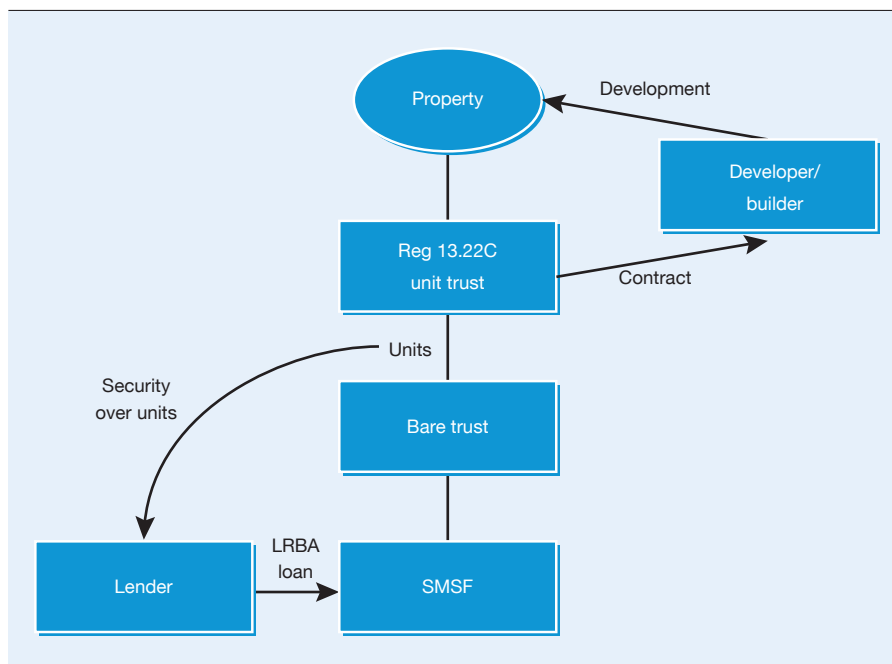 Property
Development
Developer/
builder
Reg 13.22C
unit trust
Contract
Units
Security
over units
Bare trust
LRBA
loan
Lender
SMSF